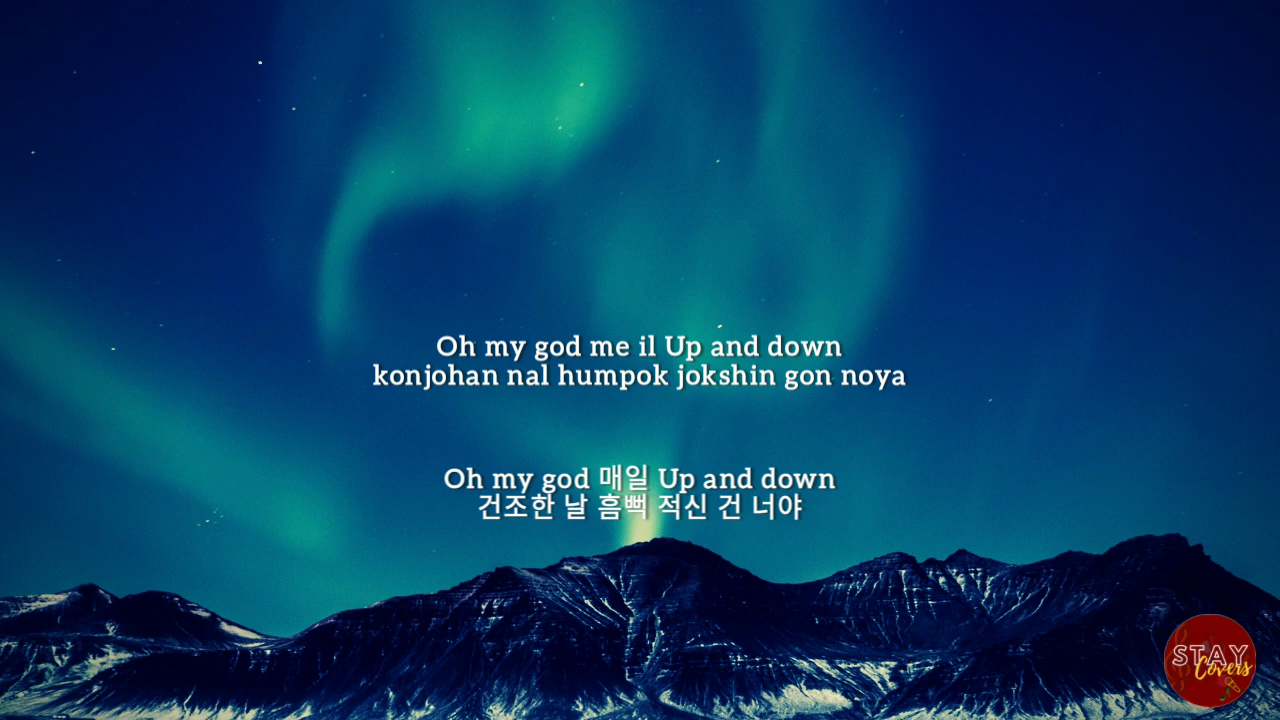 Oh my god me il Up and down
konjohan nal humpok jokshin gon noya
Oh my god 매일 Up and down
건조한 날 흠뻑 적신 건 너야
STAY
Covers